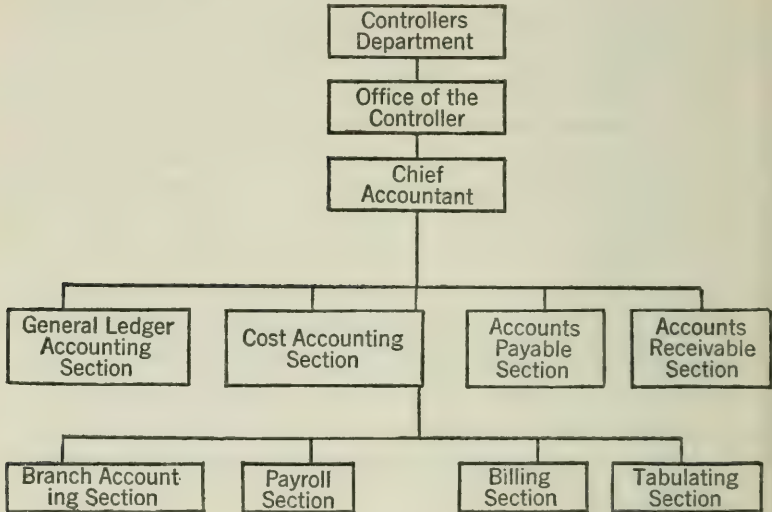 Controllers
Department
Office of the
Controller
Chief
Accountant
General Ledger
Accounting
Section
Cost Accounting
Section
Accounts
Payable
Section
Accounts
Receivable
Section
Branch Account-
ing Section
Payroll
Section
Billing
Section
Tabulating
Section